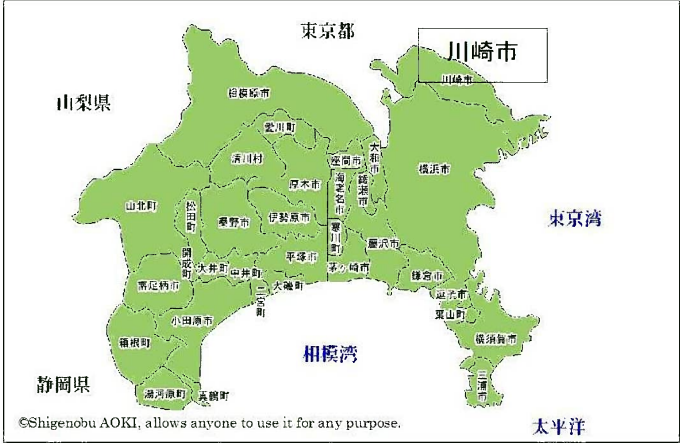 東京都
川崎市
川崎市
山梨県
相模原市
愛川町
清川村
座間市
大和市
横浜市
厚木市
海老名市
綾瀬市
山北町
松田町
秦野市
伊勢原市
寒川町
東京湾
藤沢市
開成町
大井町
中井町
平塚市
茅ヶ崎市
鎌倉市
南足柄市
二宮町
大磯町
逗子市
葉山町
小田原市
箱根町
横須賀市
相模湾
三浦市
静岡県
湯河原町
真鶴町
©Shigenobu AOKI, allows anyone to use it for any purpose.
太平洋